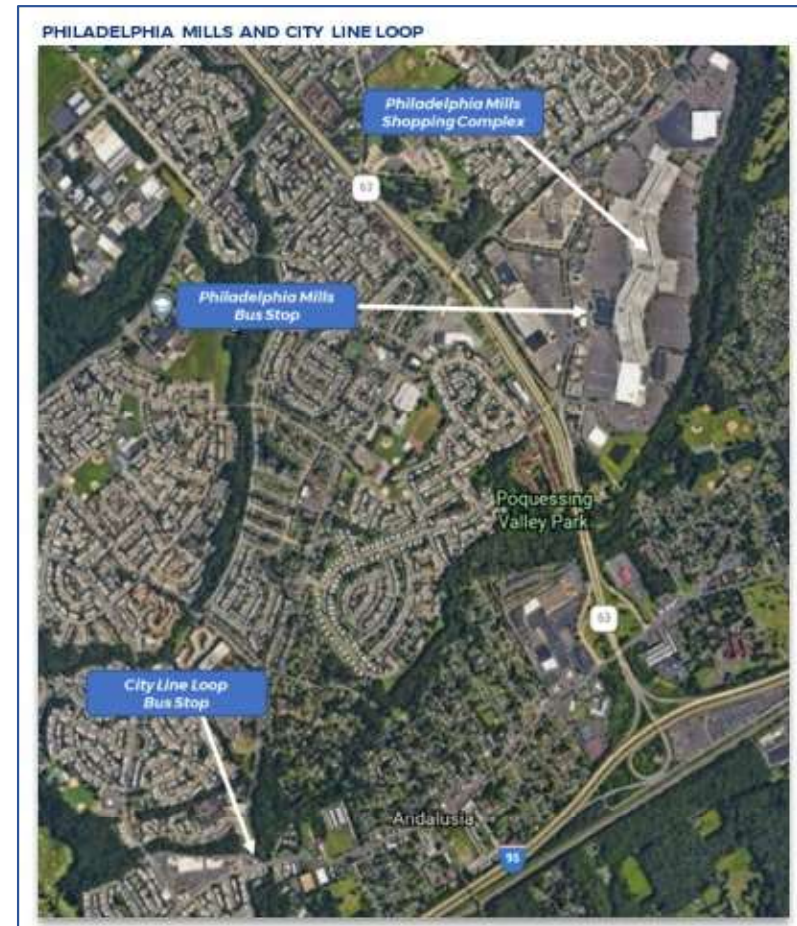 PHILADELPHIA MILLS AND CITY LINE LOOP
Philadelphia Mills
Shopping Complex
63
Philadelphia Mills
Bus Stop
Poquessing
Valley Park
63
City Line Loop
Bus Stop
Andalusia
95